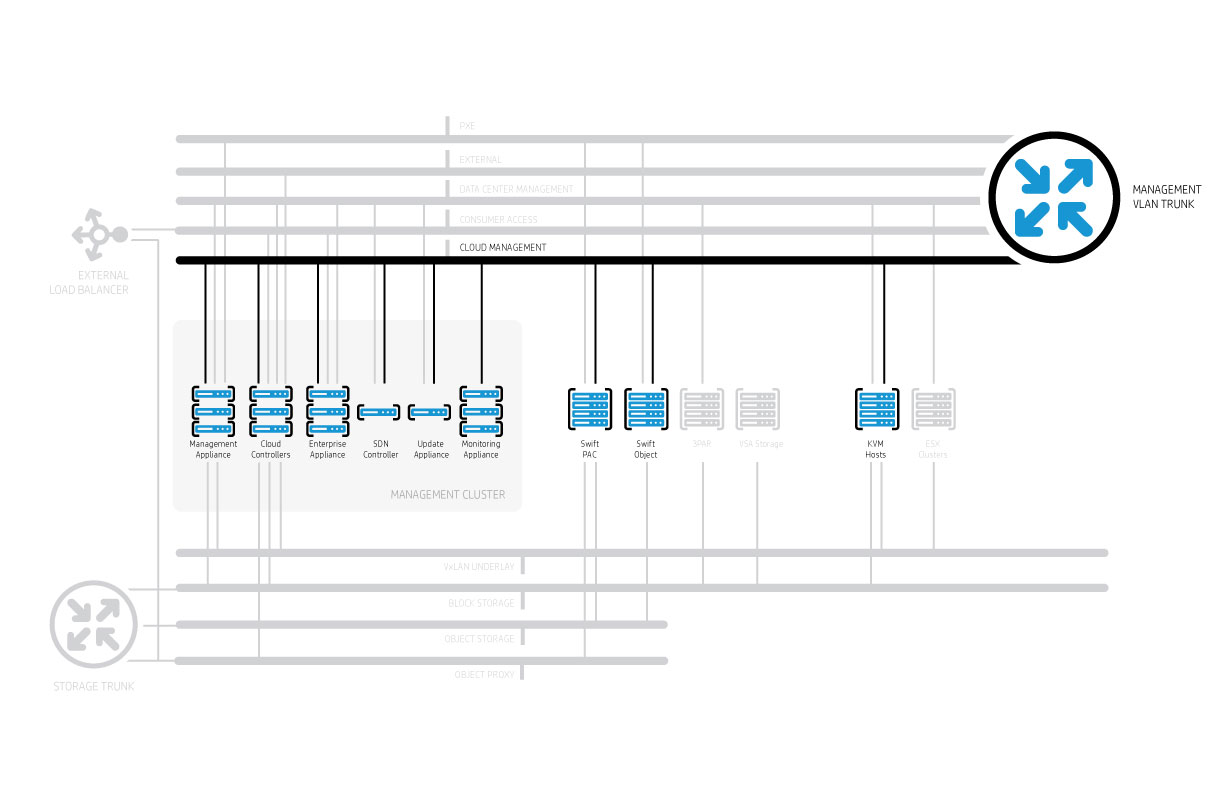 PXE
EXTERNAL
DATA CENTER MANAGEMENT
CONSUMER ACCESS
CLOUD MANAGEMENT
MANAGEMENT
VLAN TRUNK
EXTERNAL
LOAD BALANCER
Management
Appliance
Cloud
Controllers
Enterprise
Appliance
SDN
Controller
Update
Appliance
Monitoring
Appliance
Swift
PAC
Swift
Object
3PAR
VSA Storage
KVM
Hosts
ESX
Clusters
MANAGEMENT CLUSTER
VxLAN UNDERLAY
BLOCK STORAGE
OBJECT STORAGE
OBJECT PROXY
STORAGE TRUNK